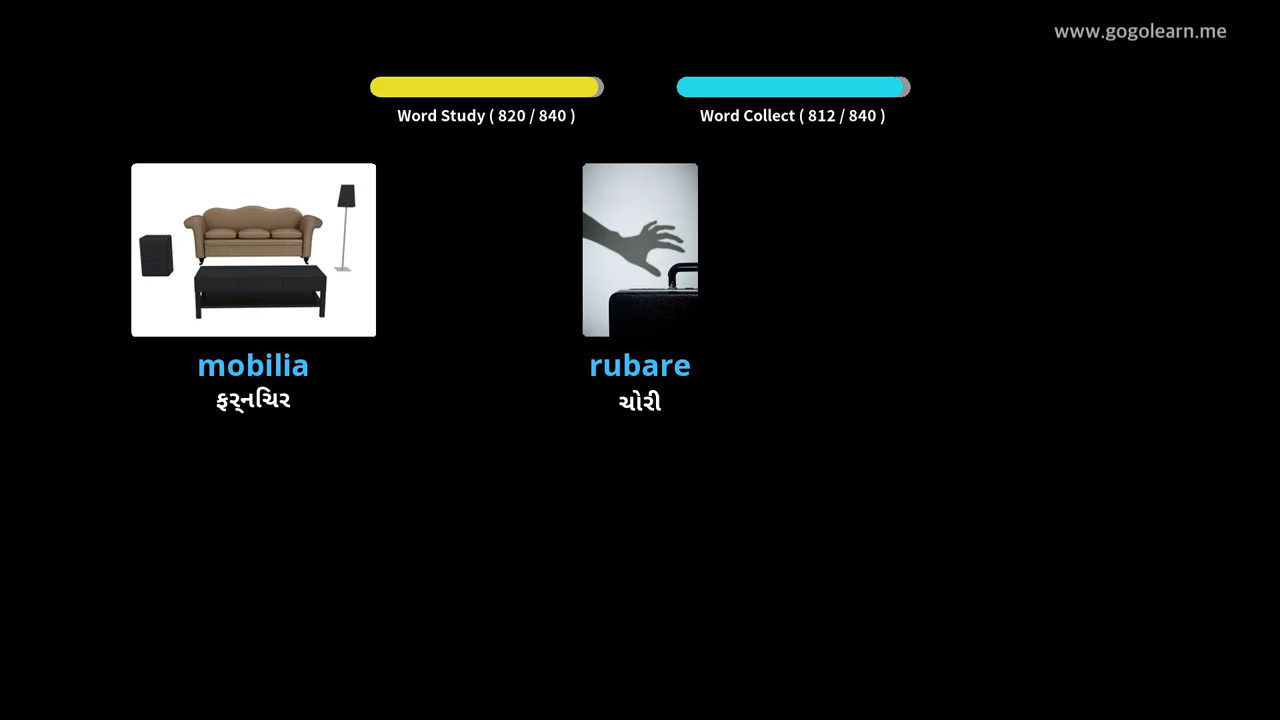 www.gogolearn.me
Word Study ( 820 / 840 )
Word Collect ( 812 / 840 )
mobilia
ફર્નિચર
rubare
ચોરી